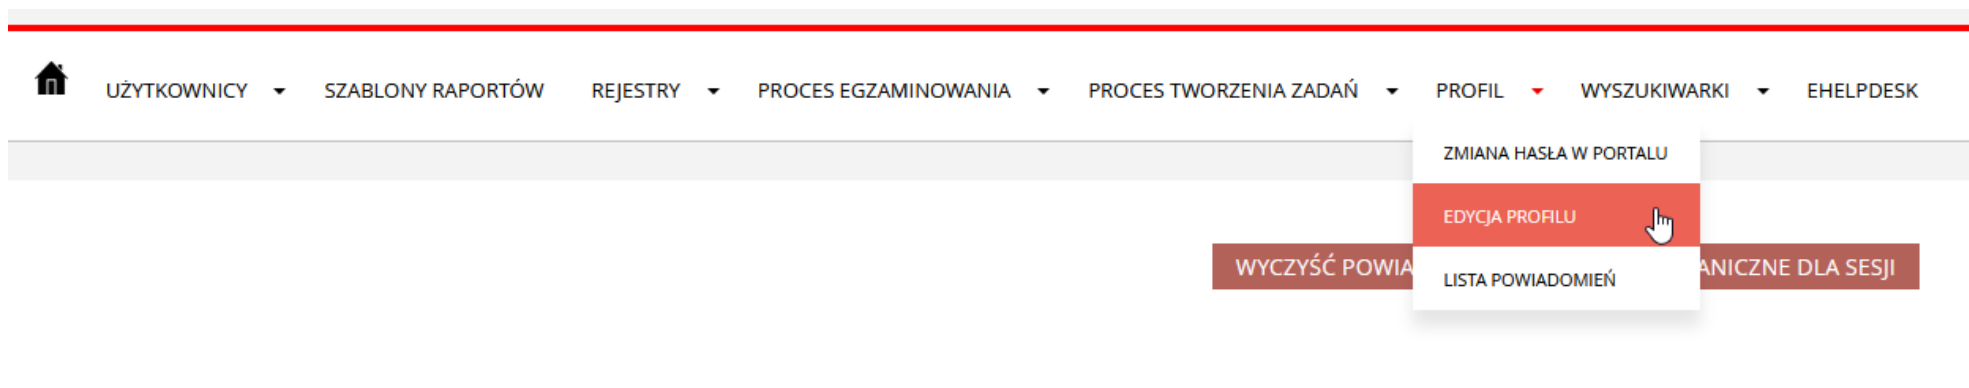 UŻYTKOWNICY SZABLONY RAPORTÓW REJESTRY PROCES EGZAMINOWANIA PROCES TWORZENIA ZADAŃ PROFIL WYSZUKIWARKI EHELPDESK
ZMIANA HASŁA W PORTALU
EDYCJA PROFILU
WYCZYŚĆ POWIA ANICZNE DLA SESJI
LISTA POWIADOMIEŃ